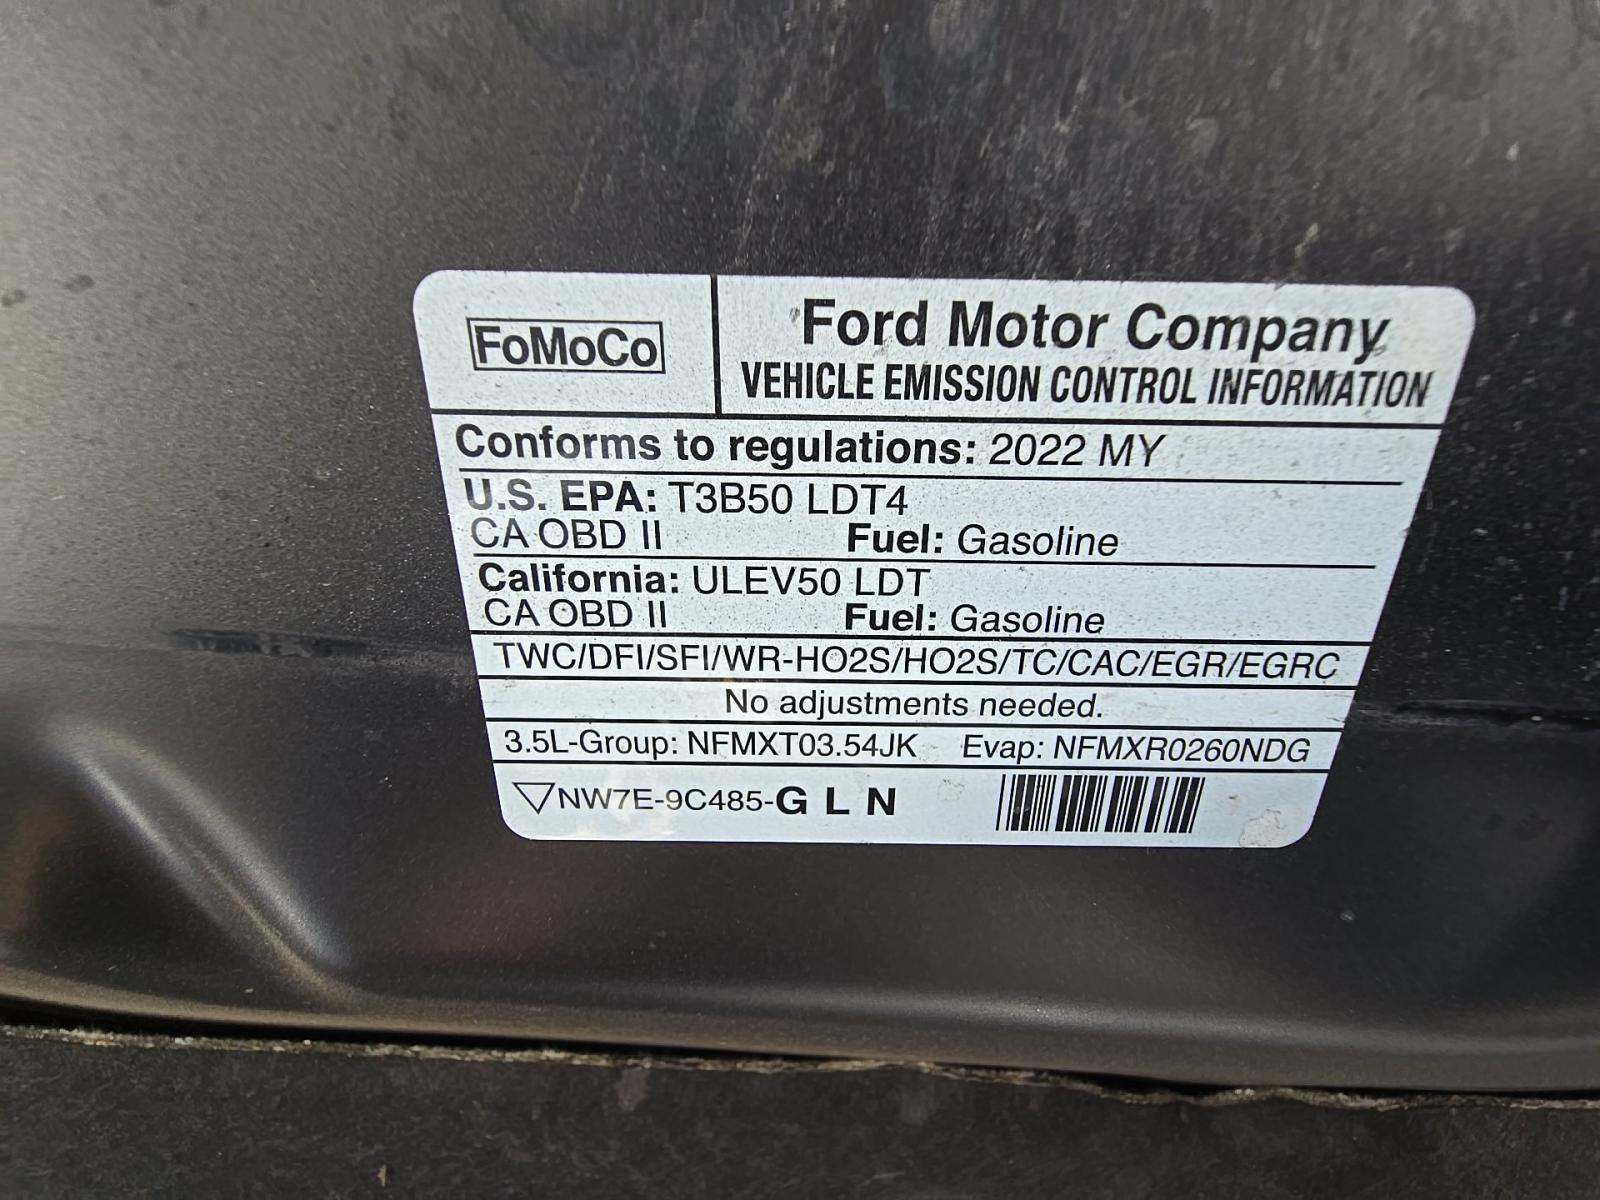 FoMoCo
Ford Motor Company
VEHICLE EMISSION CONTROL INFORMATION
Conforms to regulations: 2022 MY
U.S. EPA: T3B50 LDT4
CA OBD II Fuel: Gasoline
California: ULEV50 LDT
CA OBD II Fuel: Gasoline
TWC/DFI/SFI/WR-HO2S/HO2S/TC/CAC/EGR/EGRC
No adjustments needed.
3.5L-Group: NFMXT03.54JK Evap: NFMXR0260NDG
NW7E-9C485-G L N